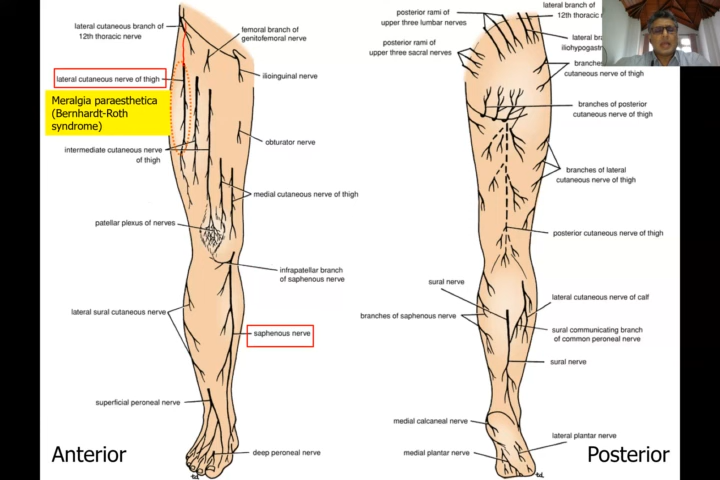 lateral cutaneous branch of
12th thoracic nerve
femoral branch of
genitofemoral nerve
lateral cutaneous nerve of thigh
ilioinguinal nerve
Meralgia paraesthetica
(Bernhardt-Roth
syndrome)
obturator nerve
intermediate cutaneous nerve
of thigh
medial cutaneous nerve of thigh
patellar plexus of nerves
infrapatellar branch
of saphenous nerve
lateral sural cutaneous nerve
saphenous nerve
superficial peroneal nerve
deep peroneal nerve
Anterior
posterior rami of
upper three lumbar nerves
lateral branch of
12th thoracic
posterior rami of
upper three sacral nerves
lateral
branches
cutaneous nerve of thigh
branches of posterior
cutaneous nerve of thigh
branches of lateral
cutaneous nerve of thigh
posterior cutaneous nerve of thigh
sural nerve
lateral cutaneous nerve of calf
branches of saphenous nerve
sural communicating branch
of common peroneal nerve
sural nerve
medial calcaneal nerve
lateral plantar nerve
medial plantar nerve
Posterior